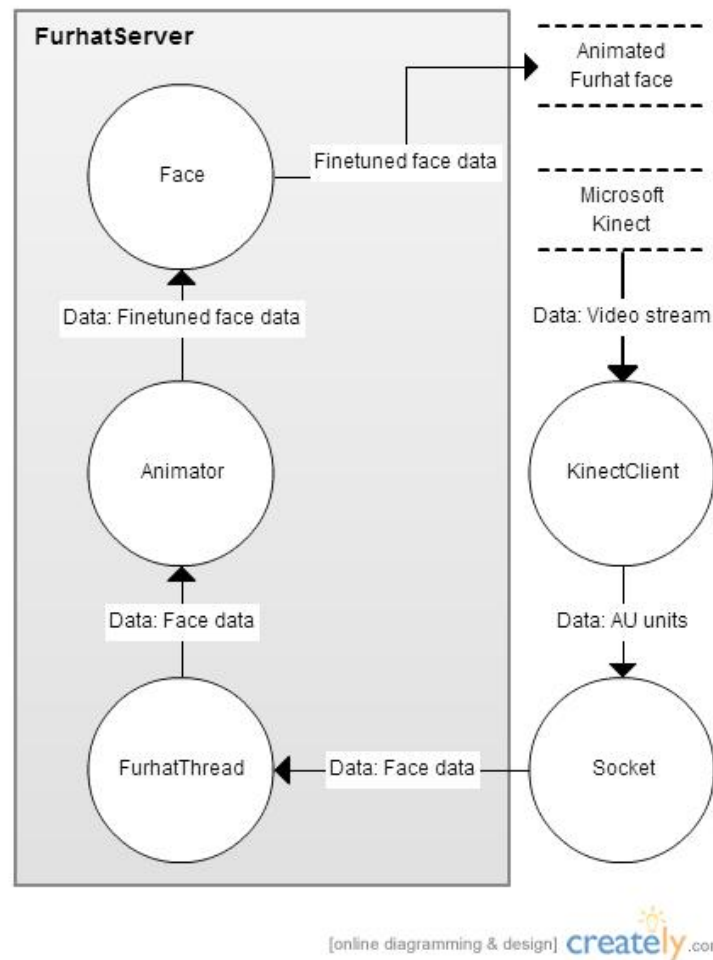 FurhatServer
Animated
Furhat face
Face
Finetuned face data
Microsoft
Kinect
Data: Finetuned face data
Data: Video stream
Animator
KinectClient
Data: Face data
Data: AU units
FurhatThread
Data: Face data
Socket
[online diagramming & design] creately.com